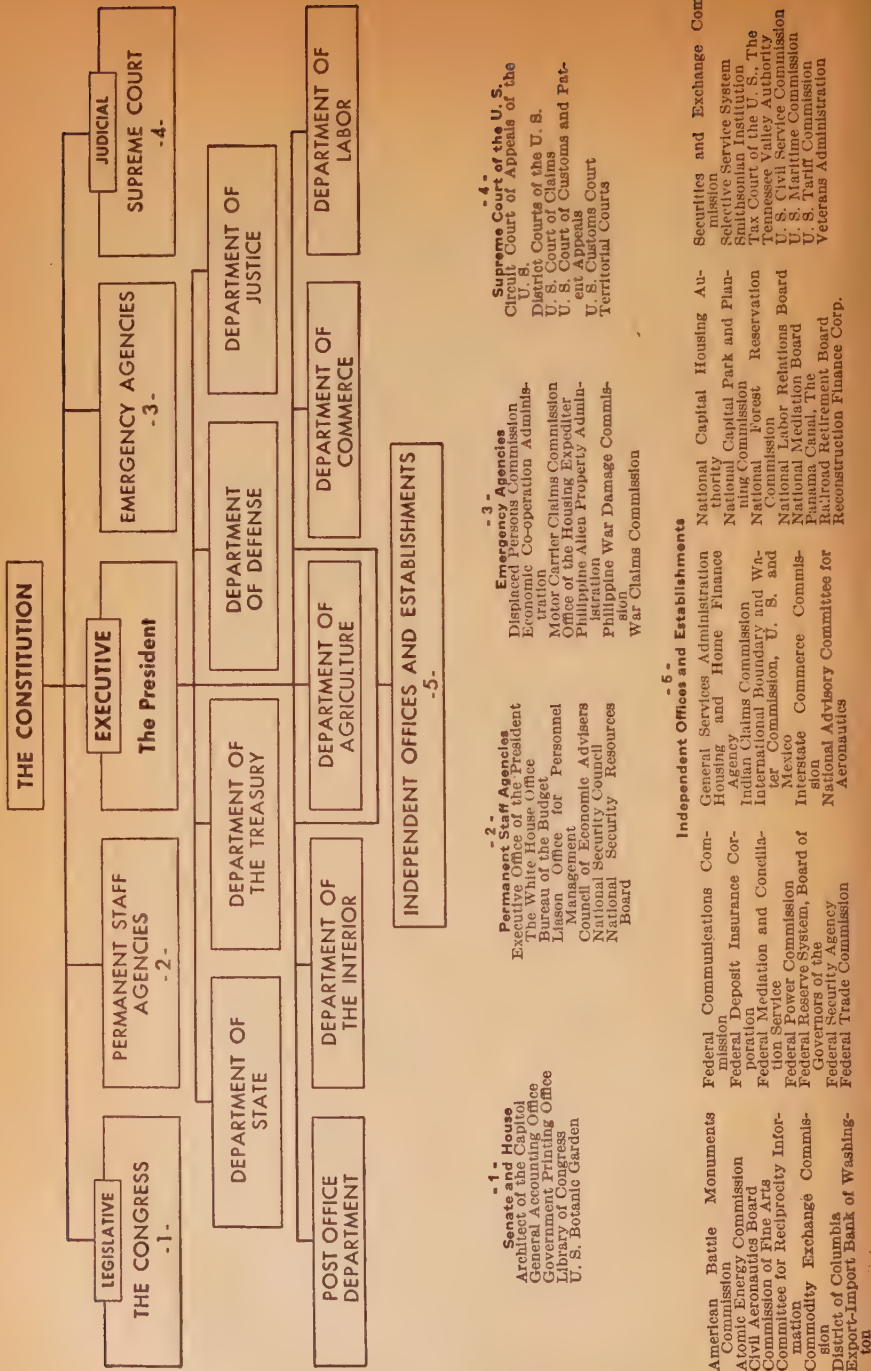 THE CONSTITUTION
LEGISLATIVE
THE CONGRESS
-1-
PERMANENT STAFF
AGENCIES
-2-
EXECUTIVE
The President
EMERGENCY AGENCIES
-3-
JUDICIAL
SUPREME COURT
-4-
DEPARTMENT OF
STATE
DEPARTMENT OF
THE TREASURY
DEPARTMENT
OF DEFENSE
DEPARTMENT OF
JUSTICE
POST OFFICE
DEPARTMENT
DEPARTMENT OF
THE INTERIOR
DEPARTMENT OF
AGRICULTURE
DEPARTMENT OF
COMMERCE
DEPARTMENT OF
LABOR
INDEPENDENT OFFICES AND ESTABLISHMENTS
-5-
- 1 -
Senate and House
Architect of the Capitol
General Accounting Office
Government Printing Office
Library of Congress
U. S. Botanic Garden
- 2 -
Permanent Staff Agencies
Executive Office of the President
The White House Office
Bureau of the Budget
Liason Office for Personnel
Management
Council of Economic Advisers
National Security Council
National Security Resources
Board
- 3 -
Emergency Agencies
Displaced Persons Commission
Economic Co-operation Adminis-
tration
Motor Carrier Claims Commission
Office of the Housing Expediter
Philippine Alien Property Admin-
istration
Philippine War Damage Commis-
sion
War Claims Commission
- 4 -
Supreme Court of the U. S.
Circuit Court of Appeals of the
U. S.
District Courts of the U. S.
U. S. Court of Claims
U. S. Court of Customs and Pat-
ent Appeals
U. S. Customs Court
Territorial Courts
- 5 -
Independent Offices and Establishments
American Battle Monuments
Commission
Atomic Energy Commission
Civil Aeronautics Board
Commission of Fine Arts
Committee for Reciprocity Infor-
mation
Commodity Exchange Commis-
sion
District of Columbia
Export-Import Bank of Washing-
ton
Federal Communications Com-
mission
Federal Deposit Insurance Cor-
poration
Federal Mediation and Concilia-
tion Service
Federal Power Commission
Federal Reserve System, Board of
Governors of the
Federal Security Agency
Federal Trade Commission
General Services Administration
Housing and Home Finance
Agency
Indian Claims Commission
International Boundary and Wa-
ter Commission, U. S. and
Mexico
Interstate Commerce Commis-
sion
National Advisory Committee for
Aeronautics
National Capital Housing Au-
thority
National Capital Park and Plan-
ning Commission
National Forest Reservation
Commission
National Labor Relations Board
National Mediation Board
Panama Canal, The
Railroad Retirement Board
Reconstruction Finance Corp.
Securities and Exchange Com
mission
Selective Service System
Smithsonian Institution
Tax Court of the U. S., The
Tennessee Valley Authority
U. S. Civil Service Commission
U. S. Maritime Commission
U. S. Tariff Commission
Veterans Administration